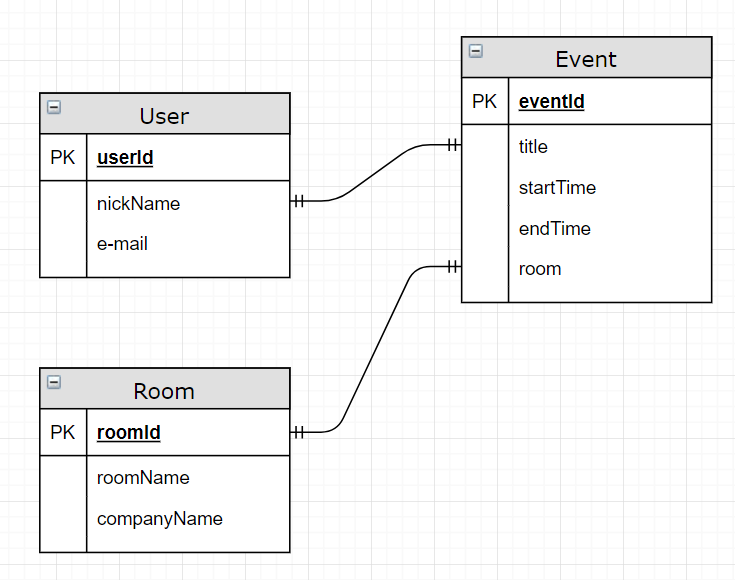 User
PK userId
nickName
e-mail
Event
PK eventId
title
startTime
endTime
room
Room
PK roomId
roomName
companyName